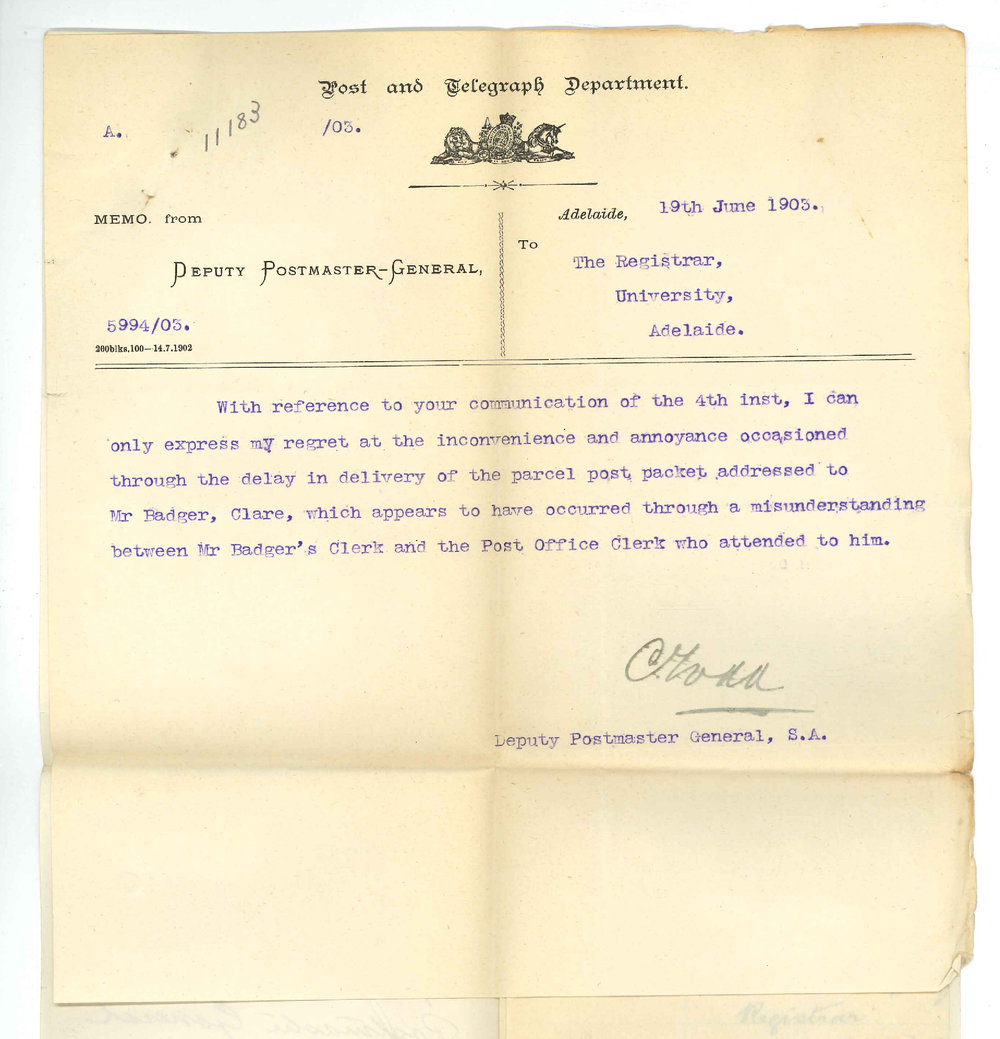 Post and Telegraph Department.
A. 11183 /03.
Adelaide, 19th June 1903.
MEMO. from
To
DEPUTY POSTMASTER-GENERAL,
The Registrar,
University,
Adelaide.
5994/03.
200blks.100—14.7.1902
With reference to your communication of the 4th inst, I can
only express my regret at the inconvenience and annoyance occasioned
through the delay in delivery of the parcel post packet addressed to
Mr Badger, Clare, which appears to have occurred through a misunderstanding
between Mr Badger's Clerk and the Post Office Clerk who attended to him.
C. Todd
Deputy Postmaster General, S.A.
Registrar